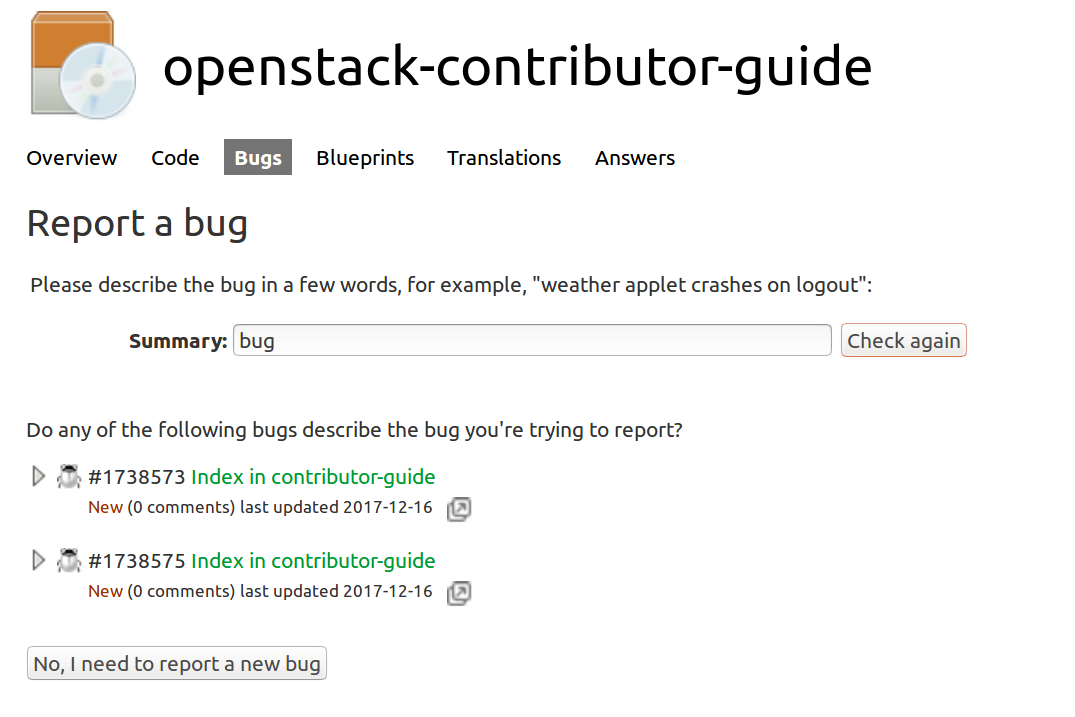 openstack-contributor-guide
Overview Code Bugs Blueprints Translations Answers
Report a bug
Please describe the bug in a few words, for example, "weather applet crashes on logout":
Summary: bug Check again
Do any of the following bugs describe the bug you're trying to report?
#1738573 Index in contributor-guide
New (0 comments) last updated 2017-12-16
#1738575 Index in contributor-guide
New (0 comments) last updated 2017-12-16
No, I need to report a new bug